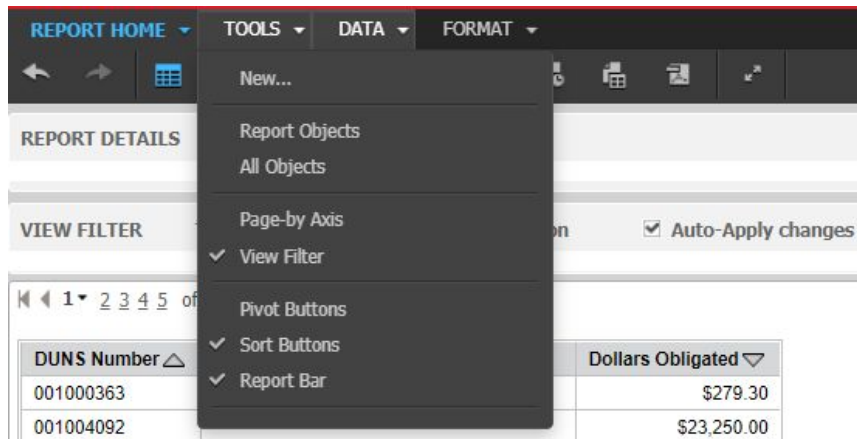 REPORT HOME TOOLS DATA FORMAT
New...
REPORT DETAILS Report Objects
All Objects
Page-by Axis
VIEW FILTER Auto-Apply changes
View Filter
1 2 3 4 5 of
Pivot Buttons
Sort Buttons
DUNS Number Dollars Obligated
Report Bar
001000363 $279.30
001004092 $23,250.00